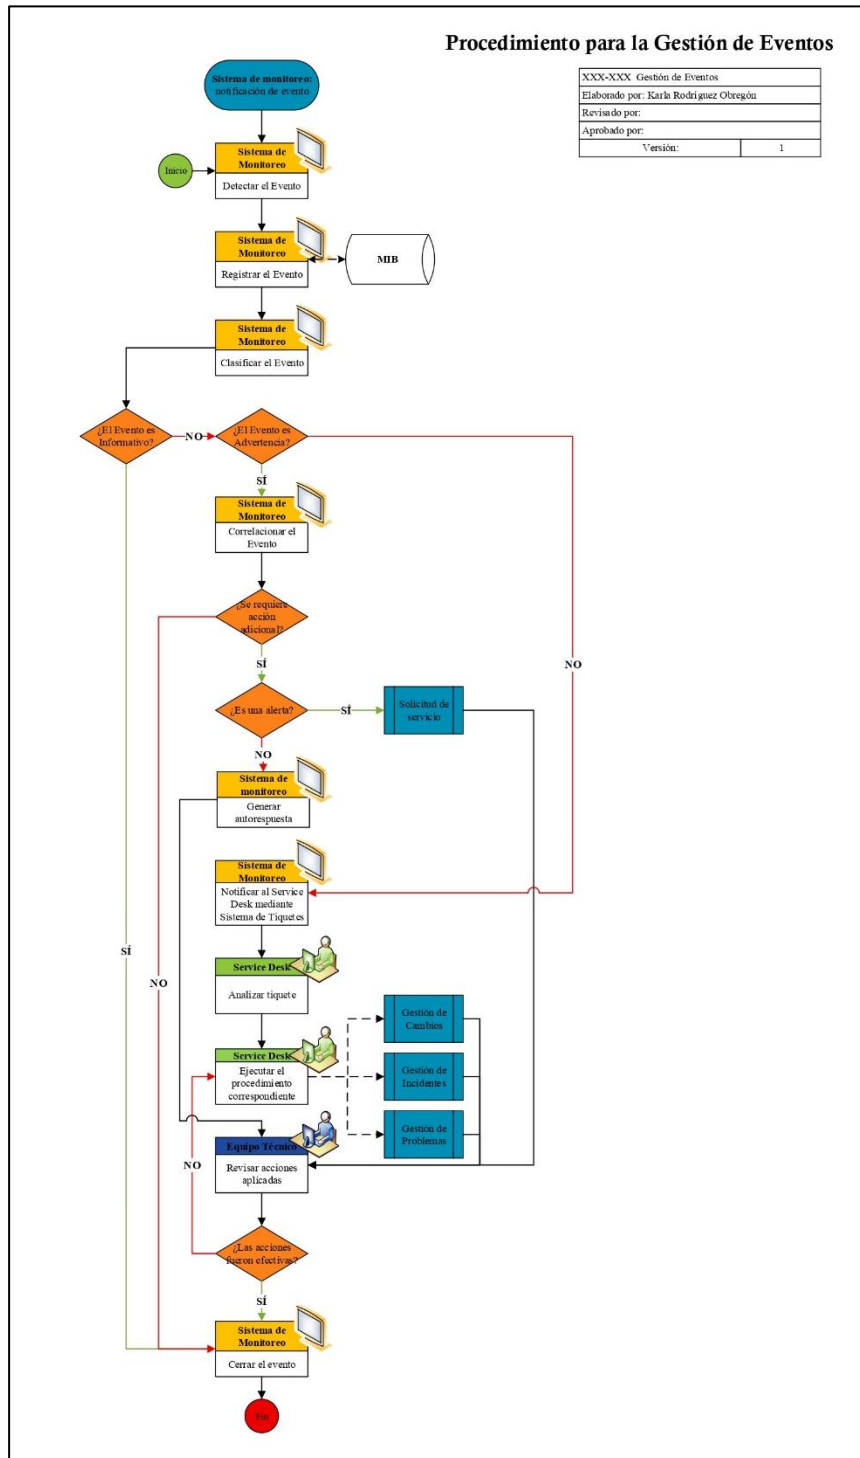 Procedimiento para la Gestión de Eventos
XXX-XXX Gestión de Eventos
Elaborado por: Karla Rodríguez Obregón
Revisado por:
Aprobado por:
Versión: 1
Sistema de monitoreo:
notificación de evento
Inicio
Sistema de
Monitoreo
Detectar el Evento
Sistema de
Monitoreo
Registrar el Evento
MIB
Sistema de
Monitoreo
Clasificar el Evento
¿El Evento es
Informativo?
NO
¿El Evento es
Advertencia?
SÍ
Sistema de
Monitoreo
Correlacionar el
Evento
¿Se requiere
acción
adicional?
NO
SÍ
¿Es una alerta?
SÍ
Solicitud de
servicio
NO
Sistema de
monitoreo
Generar
autorespuesta
Sistema de
Monitoreo
Notificar al Service
Desk mediante
Sistema de Tiquetes
SÍ
NO
Service Desk
Analizar tiquete
Gestión de
Cambios
Service Desk
Ejecutar el
procedimiento
correspondiente
Gestión de
Incidentes
Gestión de
Problemas
Equipo Técnico
Revisar acciones
aplicadas
NO
¿Las acciones
fueron efectivas?
SÍ
Sistema de
Monitoreo
Cerrar el evento
Fin